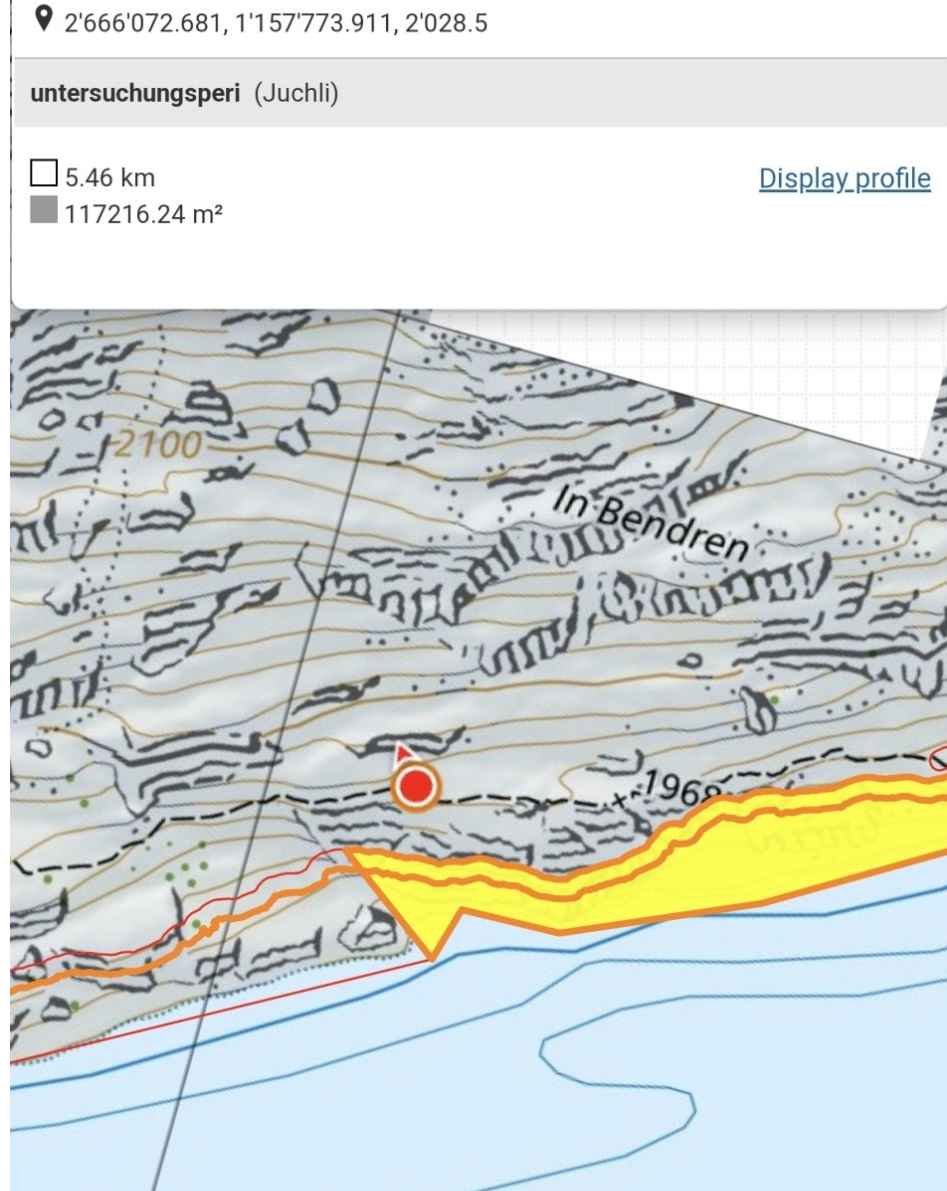 2'666'072.681, 1'157'773.911, 2'028.5
untersuchungsperi (Juchli)
5.46 km
Display profile
117216.24 m²
2100
In Bendren
1968